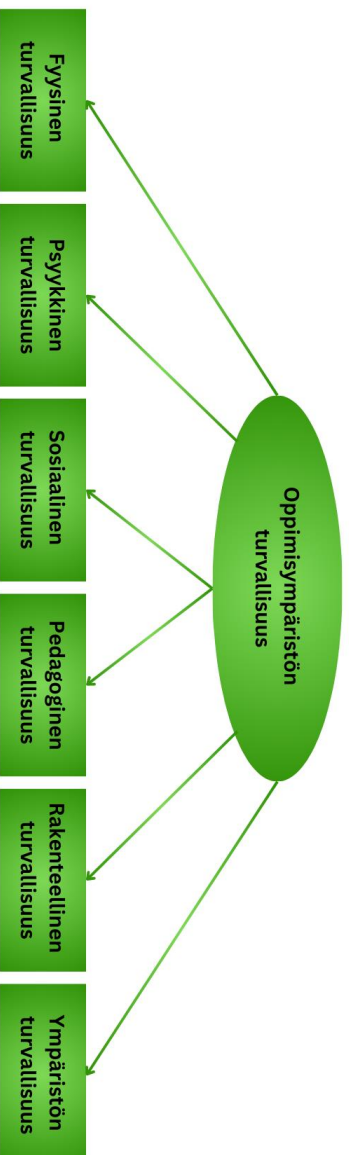 Oppimisympäristön
turvallisuus
Fyysinen
turvallisuus
Psyykkinen
turvallisuus
Sosiaalinen
turvallisuus
Pedagoginen
turvallisuus
Rakenteellinen
turvallisuus
Ympäristön
turvallisuus